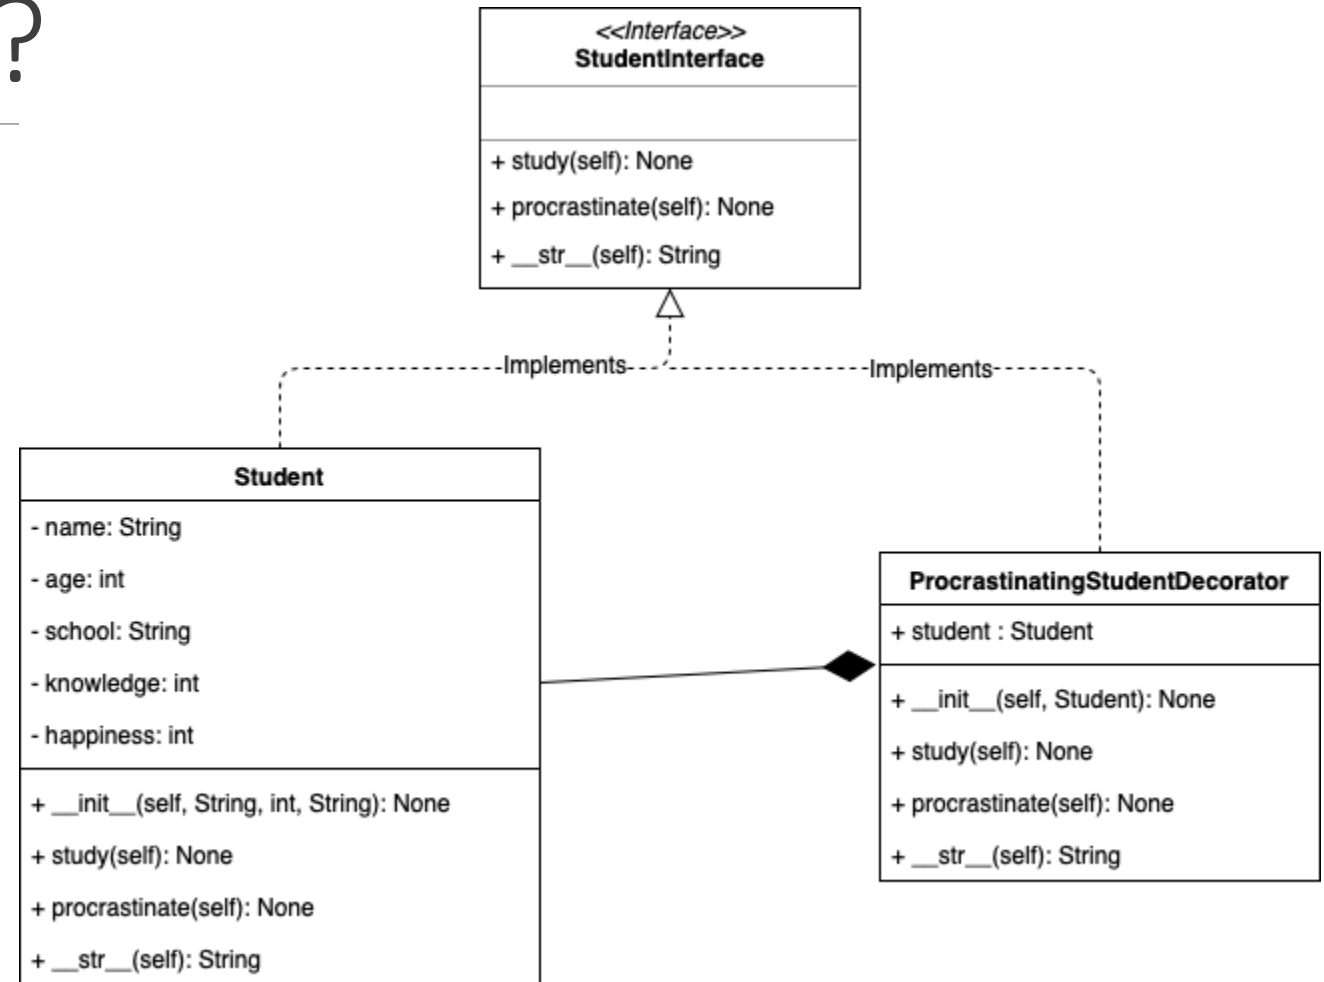 ?
<<Interface>>
StudentInterface
+ study(self): None
+ procrastinate(self): None
+ __str__(self): String
Implements
Implements
Student
- name: String
- age: int
- school: String
- knowledge: int
- happiness: int
+ __init__(self, String, int, String): None
+ study(self): None
+ procrastinate(self): None
+ __str__(self): String
ProcrastinatingStudentDecorator
+ student : Student
+ __init__(self, Student): None
+ study(self): None
+ procrastinate(self): None
+ __str__(self): String